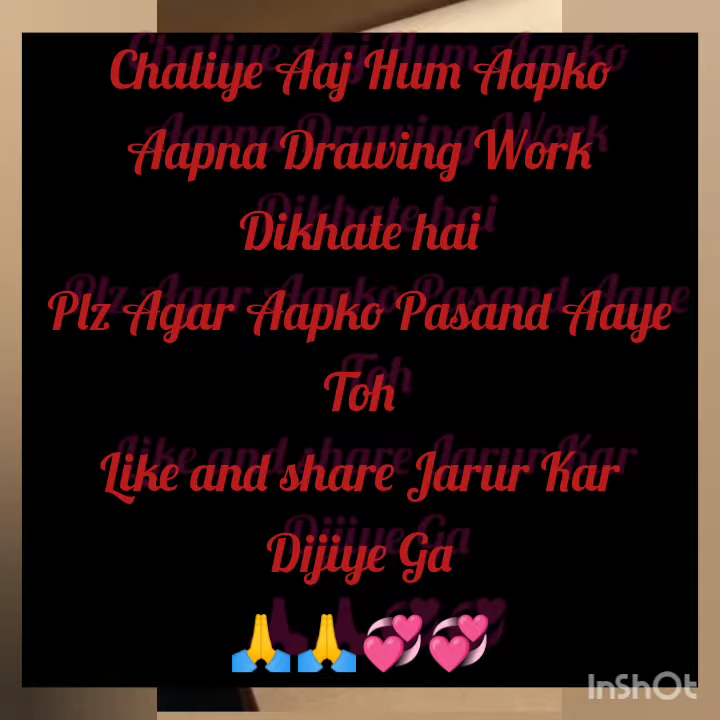 Chaliye Aaj Hum Aapko
Aapna Drawing Work
Dikhate hai
Plz Agar Aapko Pasand Aaye
Toh
Like and share Jarur Kar
Dijiye Ga
🙏🙏💞💞
InShOt